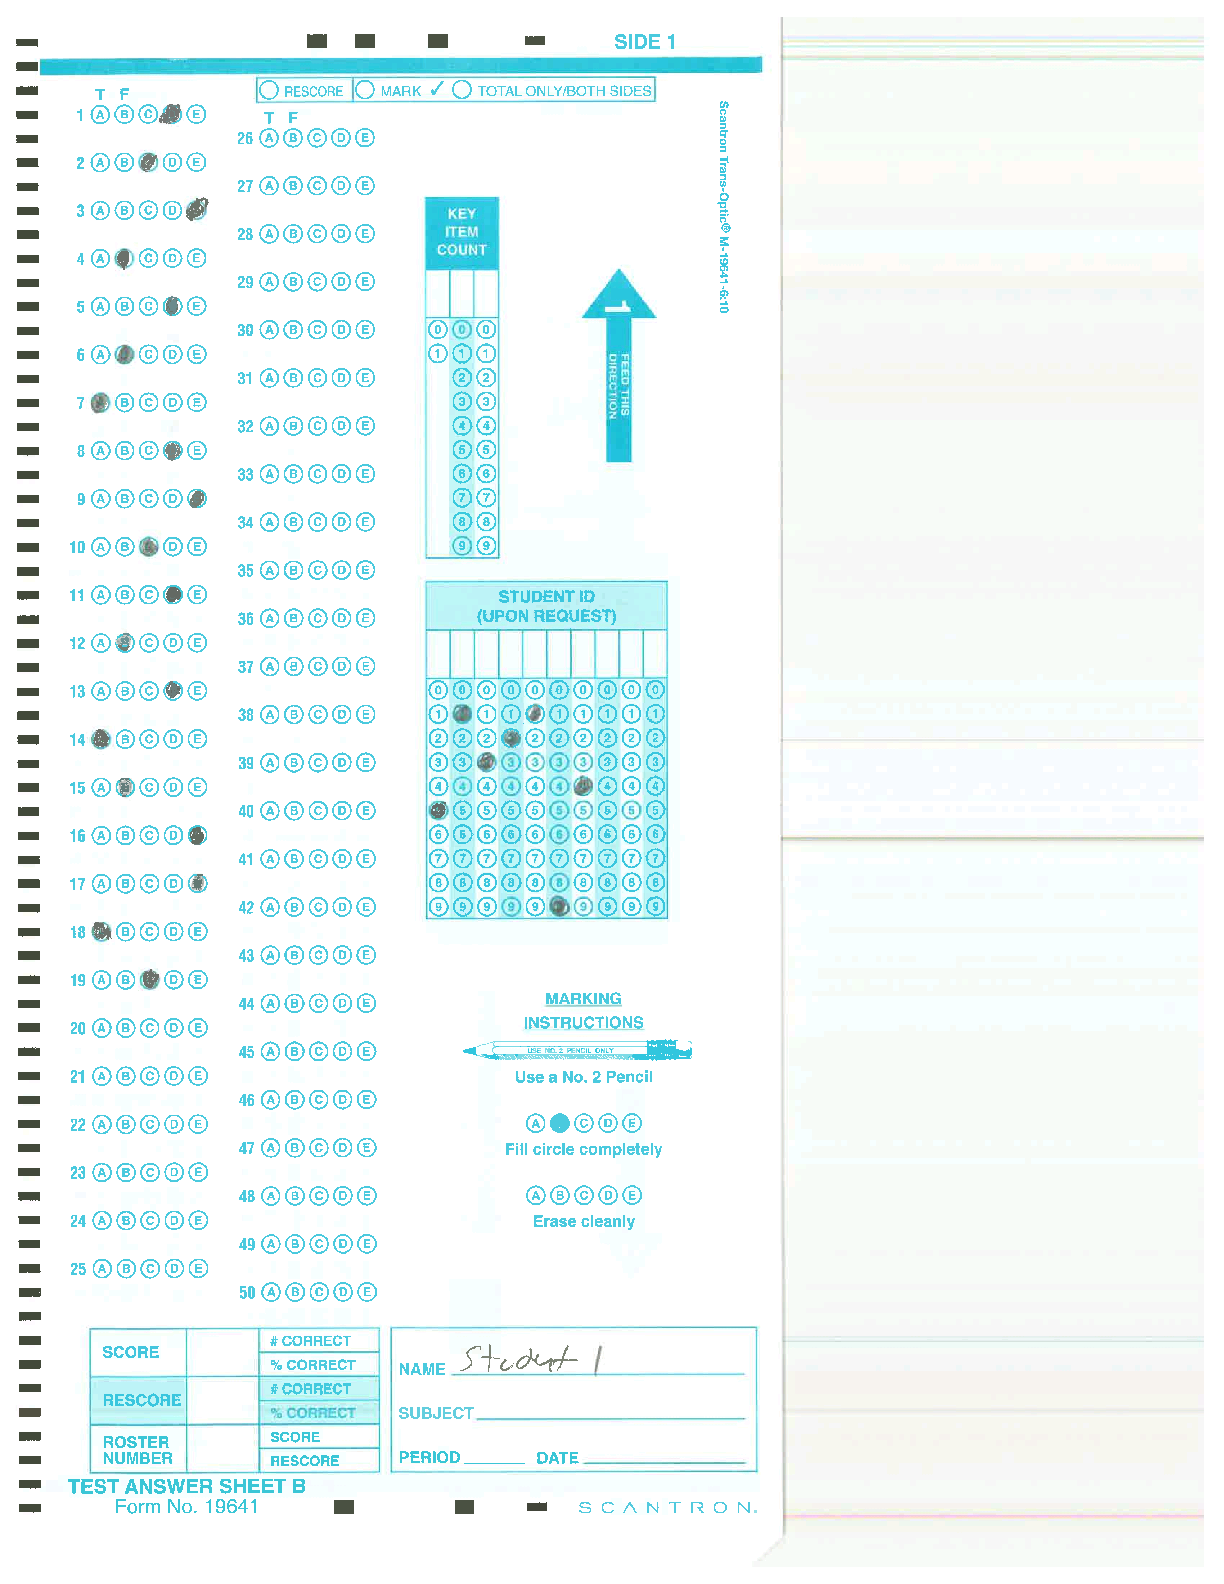 SIDE 1
RESCORE MARK ✓ TOTAL ONLY/BOTH SIDES
T F
1 A B C E
2 A B D E
3 A B C D
4 A C D E
5 A B C E
6 A C D E
7 B C D E
8 A B C E
9 A B C D
10 A B D E
11 A B C E
12 A C D E
13 A B C E
14 B C D E
15 A B C D E
16 A B C D
17 A B C D
18 B C D E
19 A B D E
20 A B C D E
21 A B C D E
22 A B C D E
23 A B C D E
24 A B C D E
25 A B C D E
T F
26 A B C D E
27 A B C D E
28 A B C D E
29 A B C D E
30 A B C D E
31 A B C D E
32 A B C D E
33 A B C D E
34 A B C D E
35 A B C D E
36 A B C D E
37 A B C D E
38 A B C D E
39 A B C D E
40 A B C D E
41 A B C D E
42 A B C D E
43 A B C D E
44 A B C D E
45 A B C D E
46 A B C D E
47 A B C D E
48 A B C D E
49 A B C D E
50 A B C D E
KEY
ITEM
COUNT
0 0 0
1 1 1
2 2
3 3
4 4
5 5
6 6
7 7
8 8
9 9
1
FEED THIS
DIRECTION
Scantron Trans-Optic® M-19641-6:10
STUDENT ID
(UPON REQUEST)
0 0 0 0 0 0 0 0 0 0
1 1 1 1 1 1 1 1
2 2 2 2 2 2 2 2 2
3 3 3 3 3 3 3 3 3
4 4 4 4 4 4 4 4 4
5 5 5 5 5 5 5 5 5
6 6 6 6 6 6 6 6 6 6
7 7 7 7 7 7 7 7 7 7
8 8 8 8 8 8 8 8 8 8
9 9 9 9 9 9 9 9 9
MARKING
INSTRUCTIONS
USE NO. 2 PENCIL ONLY
Use a No. 2 Pencil
A C D E
Fill circle completely
A B C D E
Erase cleanly
SCORE
# CORRECT
% CORRECT
RESCORE
# CORRECT
% CORRECT
ROSTER
NUMBER
SCORE
RESCORE
NAME Student 1
SUBJECT
PERIOD DATE
TEST ANSWER SHEET B
Form No. 19641
SCANTRON®